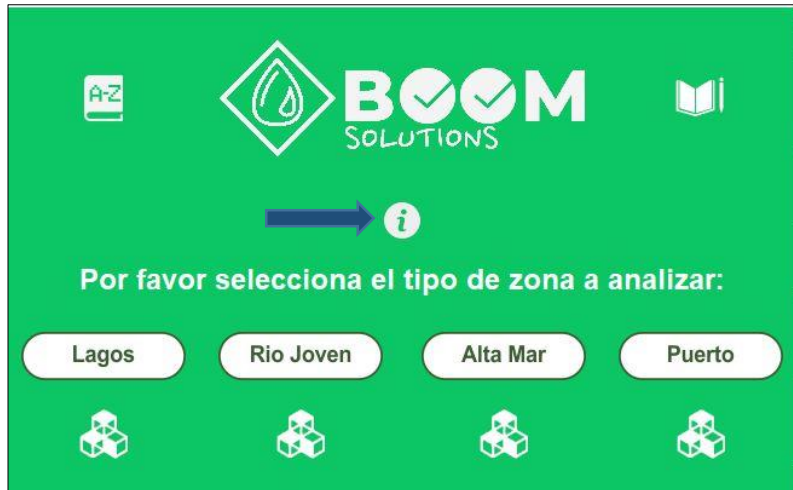 A-Z
BOOM
SOLUTIONS
i
Por favor selecciona el tipo de zona a analizar:
Lagos
Rio Joven
Alta Mar
Puerto